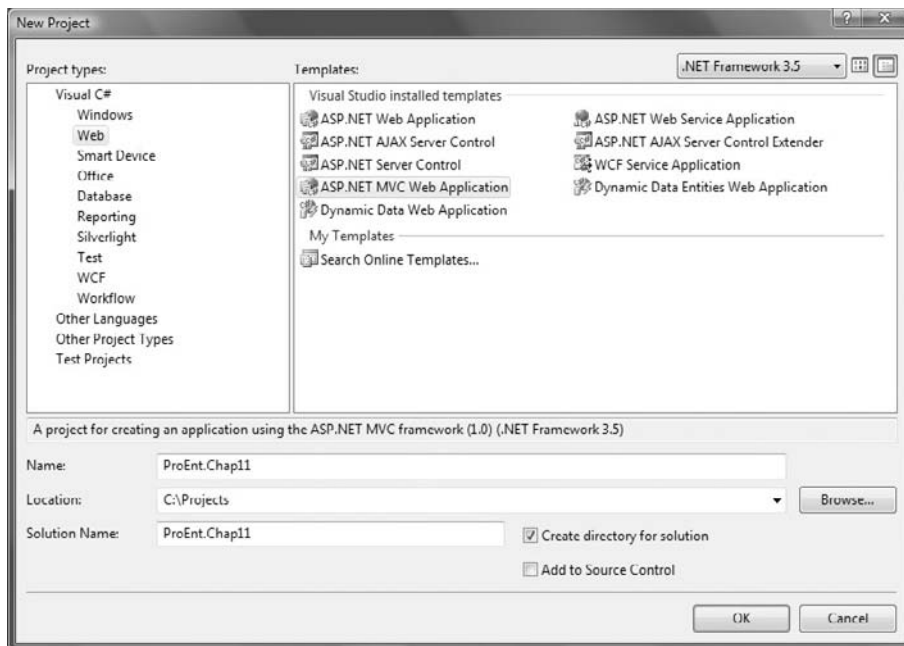 New Project
?
X
Project types:
Templates:
.NET Framework 3.5
Visual C#
Windows
Web
Smart Device
Office
Database
Reporting
Silverlight
Test
WCF
Workflow
Other Languages
Other Project Types
Test Projects
Visual Studio installed templates
ASP.NET Web Application
ASP.NET Web Service Application
ASP.NET AJAX Server Control
ASP.NET AJAX Server Control Extender
ASP.NET Server Control
WCF Service Application
ASP.NET MVC Web Application
Dynamic Data Entities Web Application
Dynamic Data Web Application
My Templates
Search Online Templates...
A project for creating an application using the ASP.NET MVC framework (1.0) (.NET Framework 3.5)
Name:
ProEnt.Chap11
Location:
C:\Projects
Browse...
Solution Name:
ProEnt.Chap11
Create directory for solution
Add to Source Control
OK
Cancel